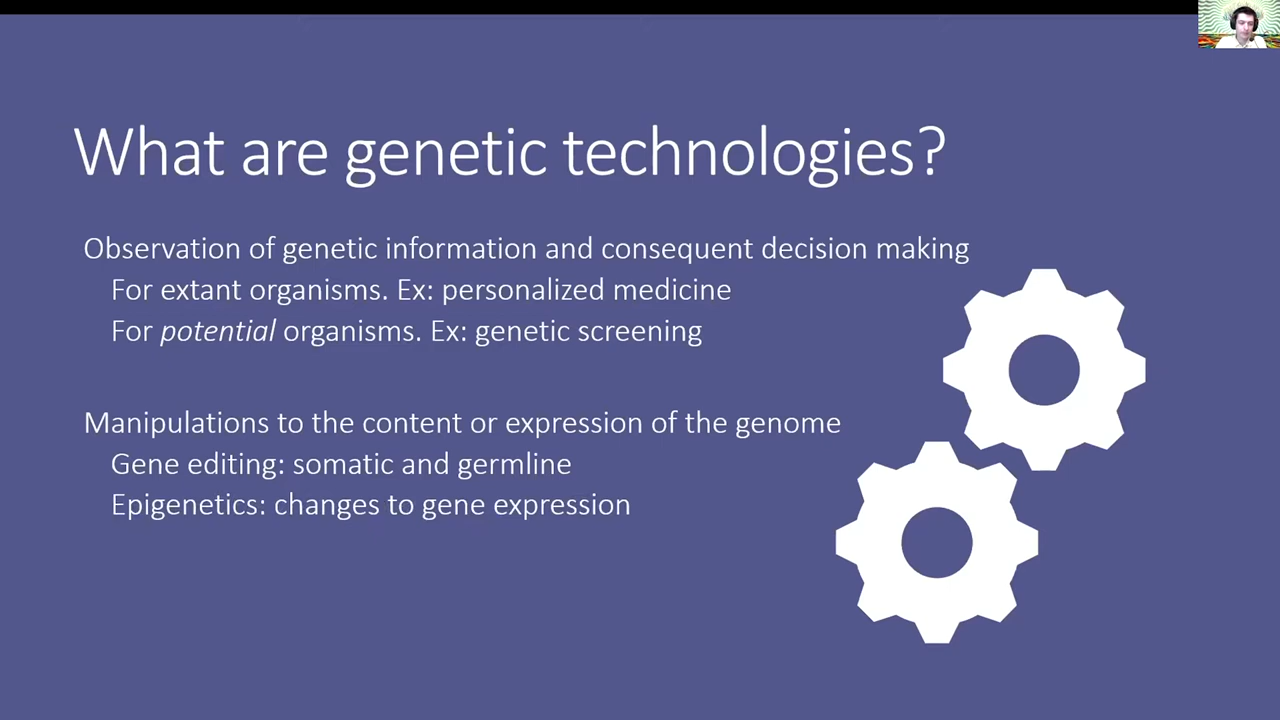 What are genetic technologies?
Observation of genetic information and consequent decision making
For extant organisms. Ex: personalized medicine
For potential organisms. Ex: genetic screening
Manipulations to the content or expression of the genome
Gene editing: somatic and germline
Epigenetics: changes to gene expression